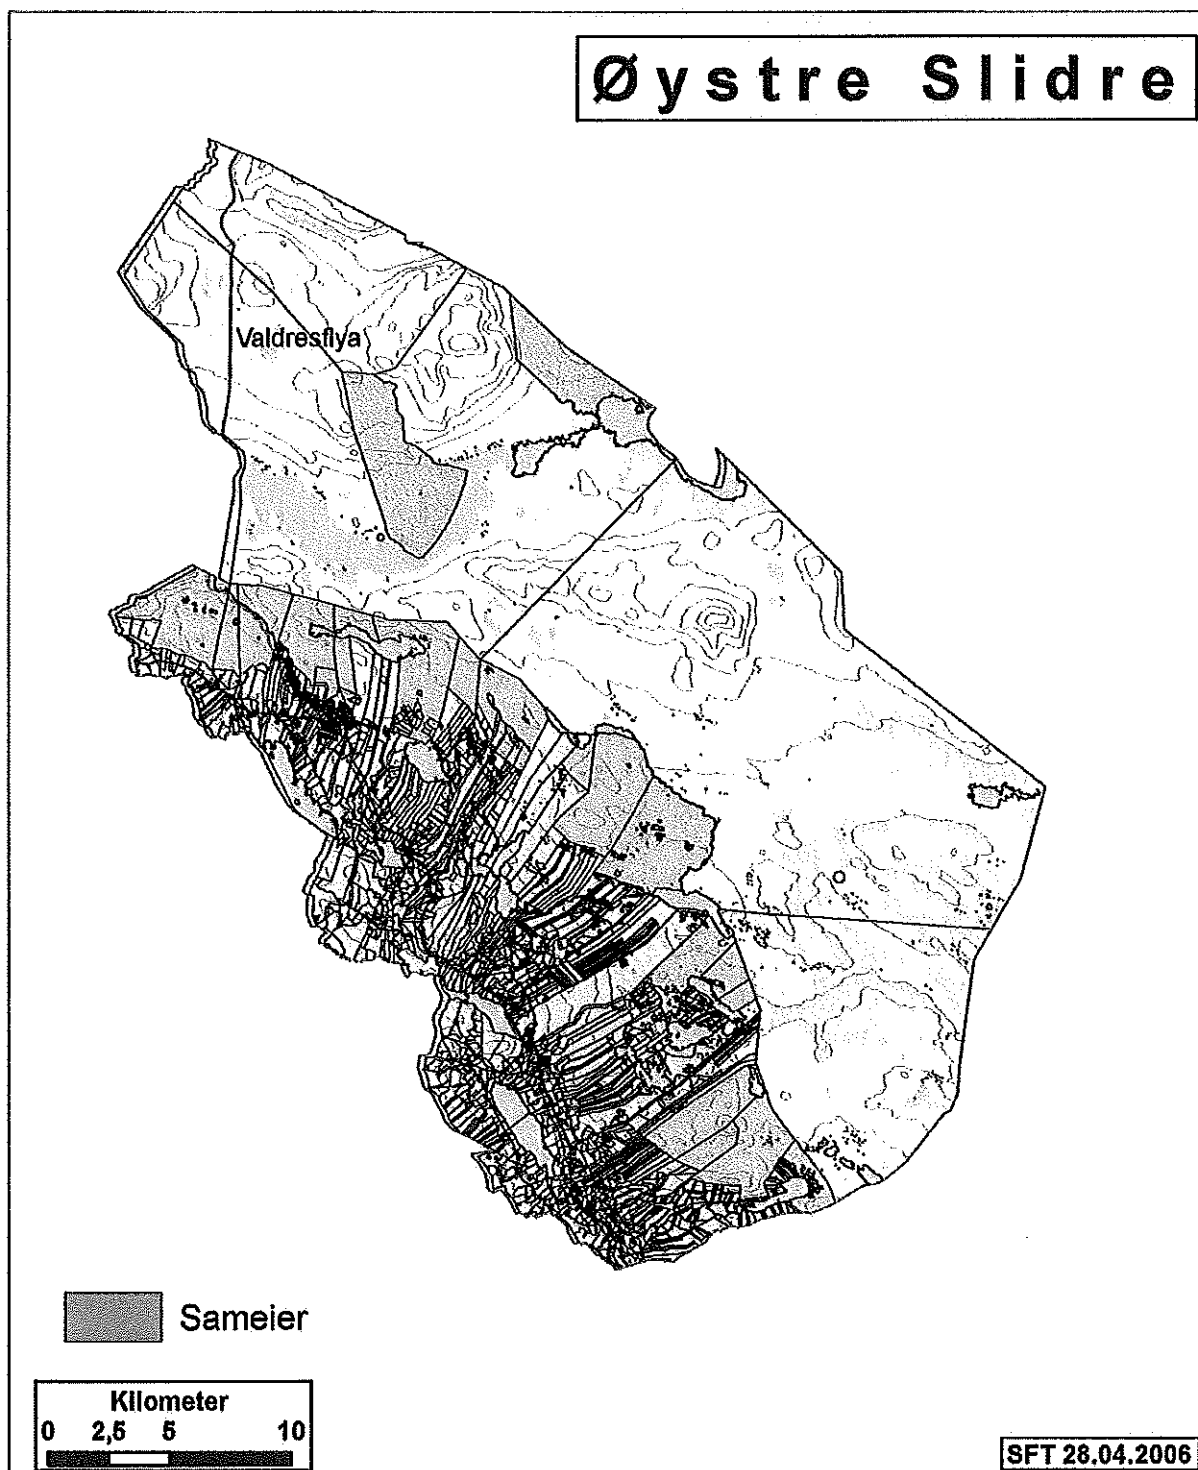 Øystre Slidre
Valdresflya
Sameier
Kilometer
0 2,5 5 10
SFT 28.04.2006